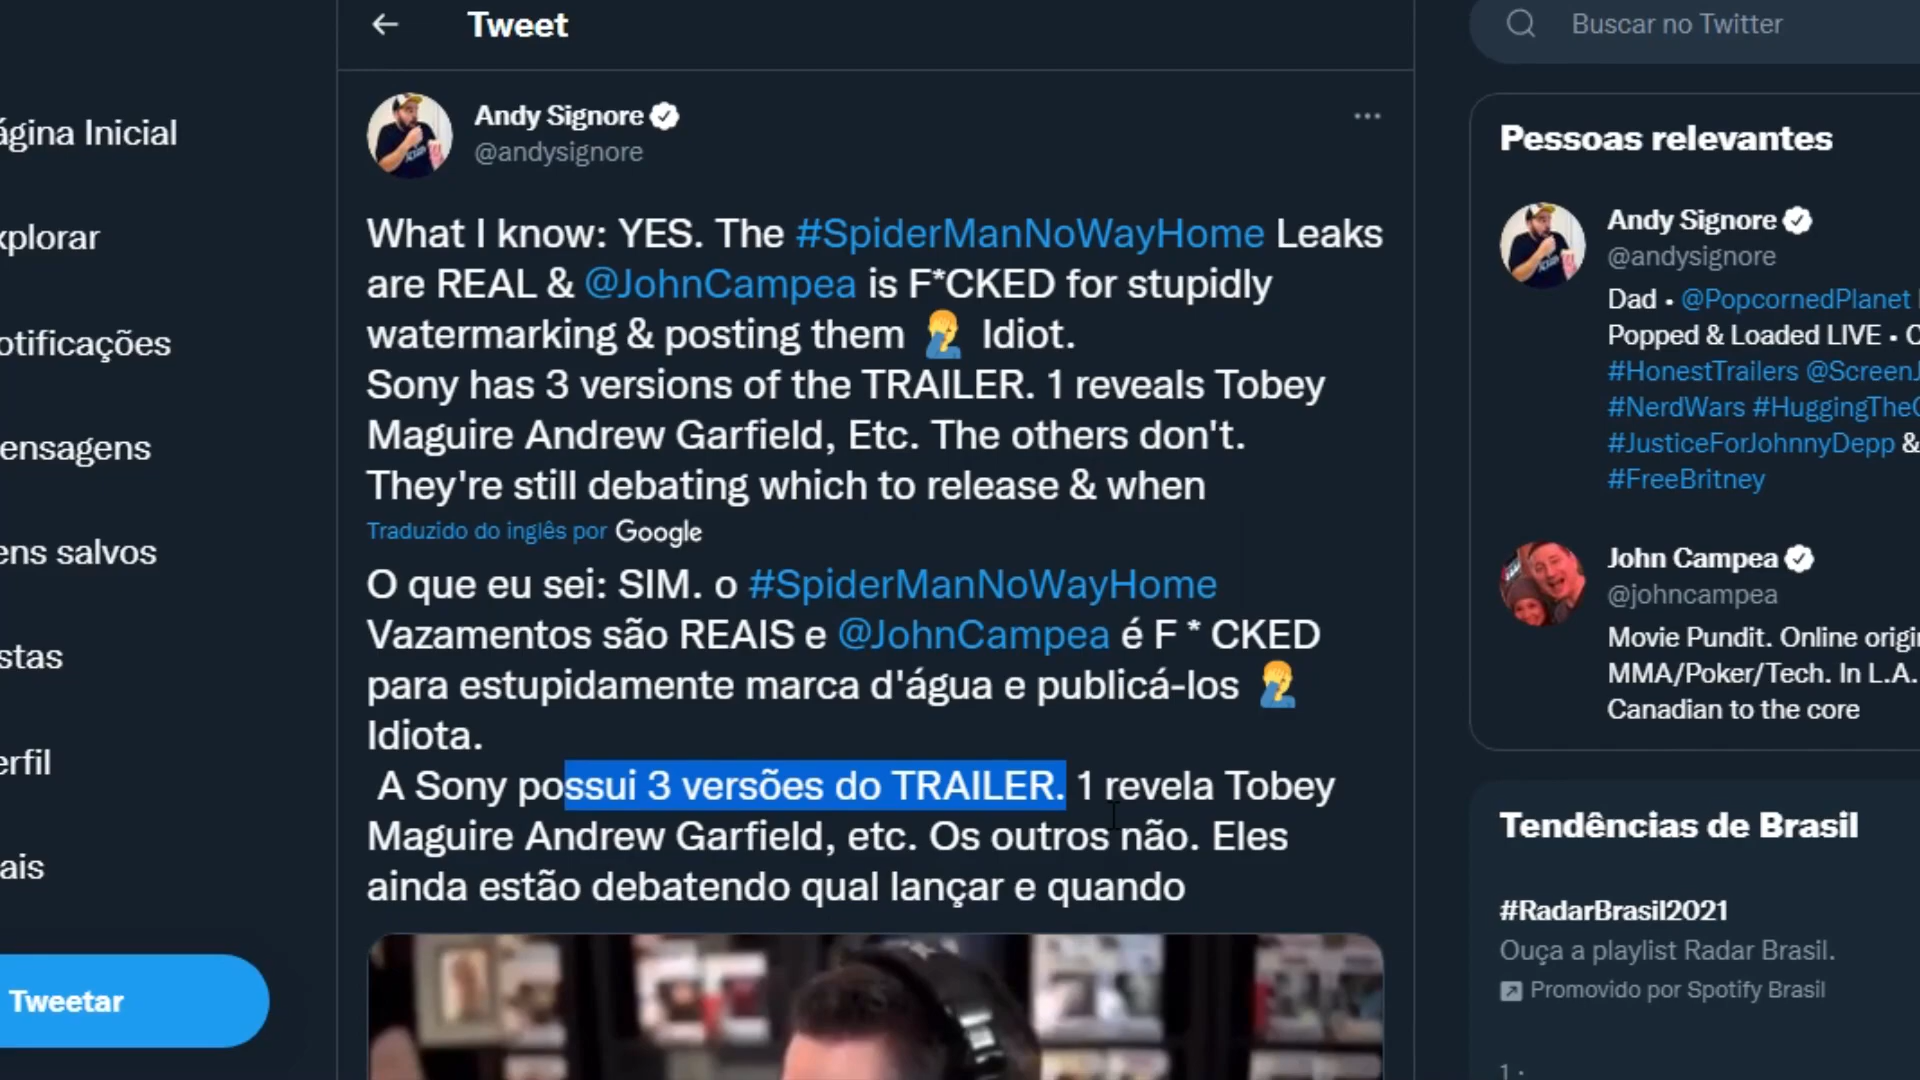 Tweet
Buscar no Twitter
ágina Inicial
xplorar
otificações
ensagens
ens salvos
stas
erfil
ais
Tweetar
Andy Signore
@andysignore
What I know: YES. The #SpiderManNoWayHome Leaks
are REAL & @JohnCampea is F*CKED for stupidly
watermarking & posting them 🤦‍♂️ Idiot.
Sony has 3 versions of the TRAILER. 1 reveals Tobey
Maguire Andrew Garfield, Etc. The others don't.
They're still debating which to release & when
Traduzido do inglês por Google
O que eu sei: SIM. o #SpiderManNoWayHome
Vazamentos são REAIS e @JohnCampea é F * CKED
para estupidamente marca d'água e publicá-los 🤦‍♂️
Idiota.
A Sony possui 3 versões do TRAILER. 1 revela Tobey
Maguire Andrew Garfield, etc. Os outros não. Eles
ainda estão debatendo qual lançar e quando
Pessoas relevantes
Andy Signore
@andysignore
Dad • @PopcornedPlanet
Popped & Loaded LIVE •
#HonestTrailers @ScreenJ
#NerdWars #HuggingTheC
#JusticeForJohnnyDepp &
#FreeBritney
John Campea
@johncampea
Movie Pundit. Online origin
MMA/Poker/Tech. In L.A.
Canadian to the core
Tendências de Brasil
#RadarBrasil2021
Ouça a playlist Radar Brasil.
Promovido por Spotify Brasil